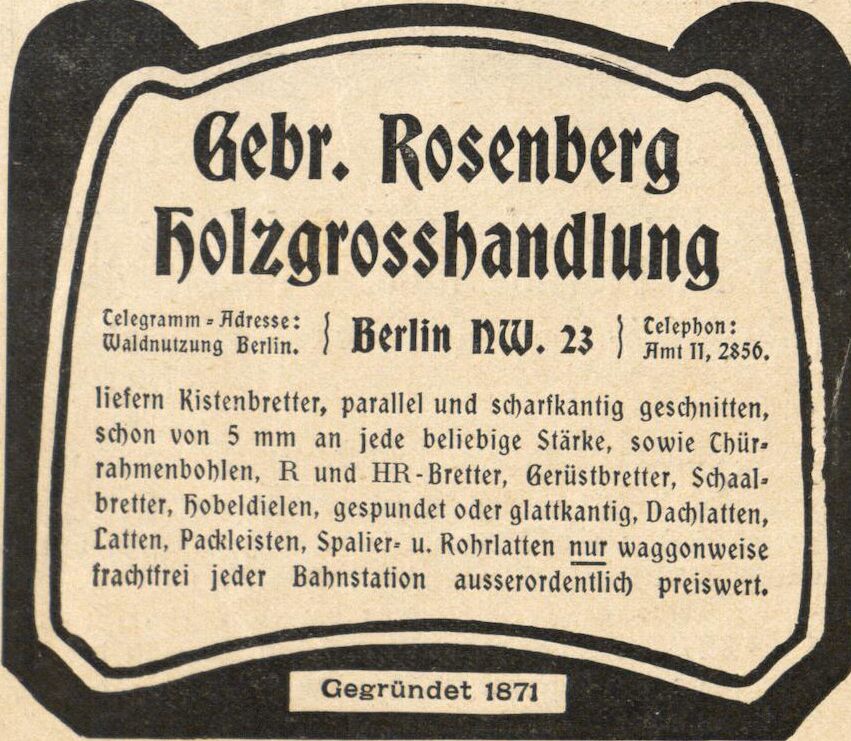 Gebr. Rosenberg
Holzgrosshandlung
Telegramm-Adresse:
Waldnutzung Berlin.
Berlin NW. 23
Telephon:
Amt II, 2856.
liefern Kistenbretter, parallel und scharfkantig geschnitten,
schon von 5 mm an jede beliebige Stärke, sowie Thür-
rahmenbohlen, R und HR-Bretter, Gerüstbretter, Schaal-
bretter, Hobeldielen, gespundet oder glattkantig, Dachlatten,
Latten, Packleisten, Spalier- u. Rohrlatten nur waggonweise
frachtfrei jeder Bahnstation ausserordentlich preiswert.
Gegründet 1871